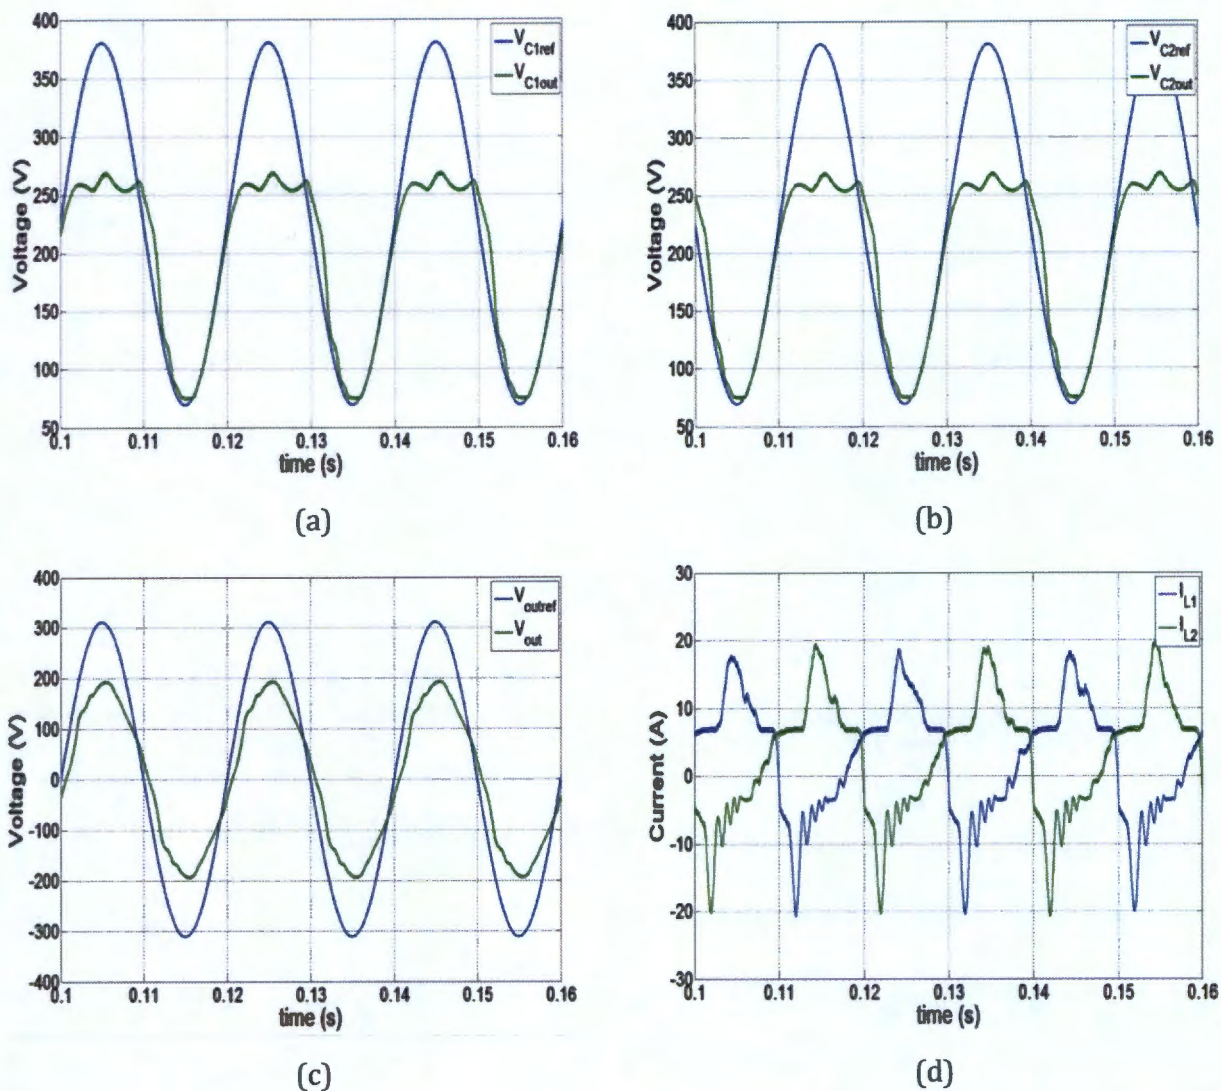 400
350
300
250
200
150
100
50
0.1 0.11 0.12 0.13 0.14 0.15 0.16
Voltage (V)
time (s)
V_C1ref
V_C1out
(a)
400
350
300
250
200
150
100
50
0.1 0.11 0.12 0.13 0.14 0.15 0.16
Voltage (V)
time (s)
V_C2ref
V_C2out
(b)
400
300
200
100
0
-100
-200
-300
-400
0.1 0.11 0.12 0.13 0.14 0.15 0.16
Voltage (V)
time (s)
V_outref
V_out
(c)
30
20
10
0
-10
-20
-30
0.1 0.11 0.12 0.13 0.14 0.15 0.16
Current (A)
time (s)
I_L1
I_L2
(d)